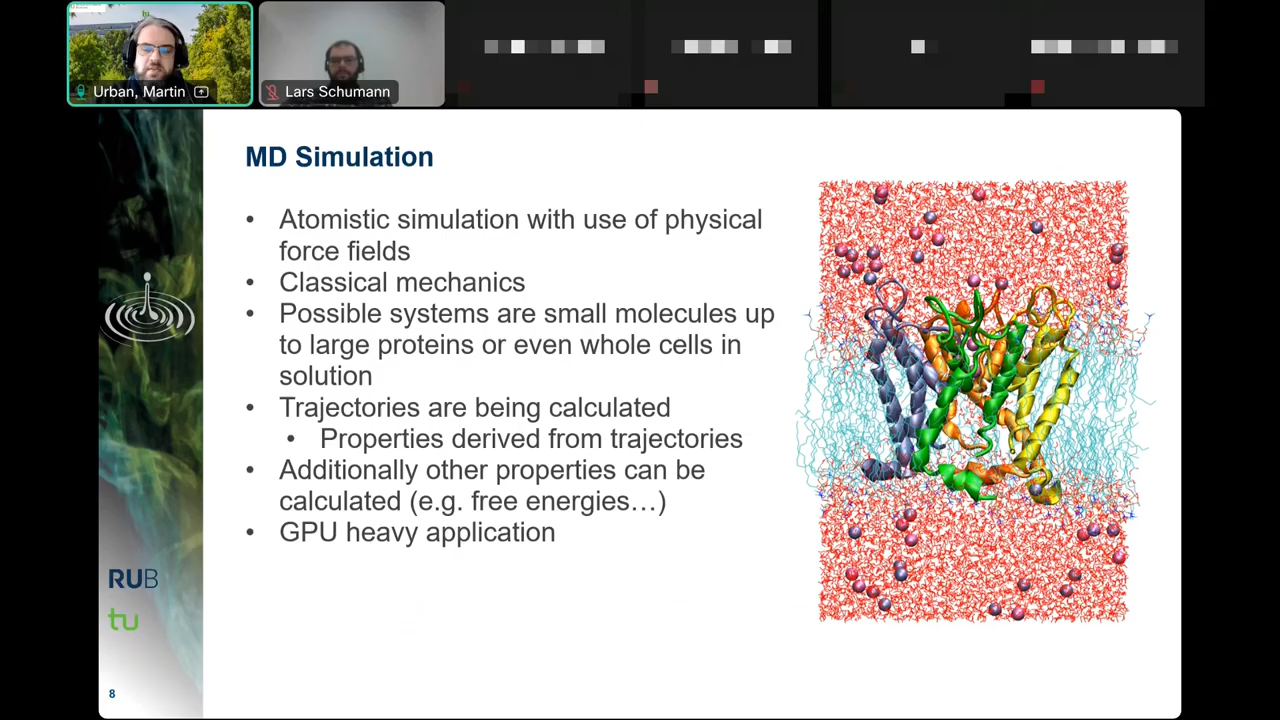 Urban, Martin
Lars Schumann
MD Simulation
• Atomistic simulation with use of physical
force fields
• Classical mechanics
• Possible systems are small molecules up
to large proteins or even whole cells in
solution
• Trajectories are being calculated
• Properties derived from trajectories
• Additionally other properties can be
calculated (e.g. free energies…)
• GPU heavy application
RUB
tu
8